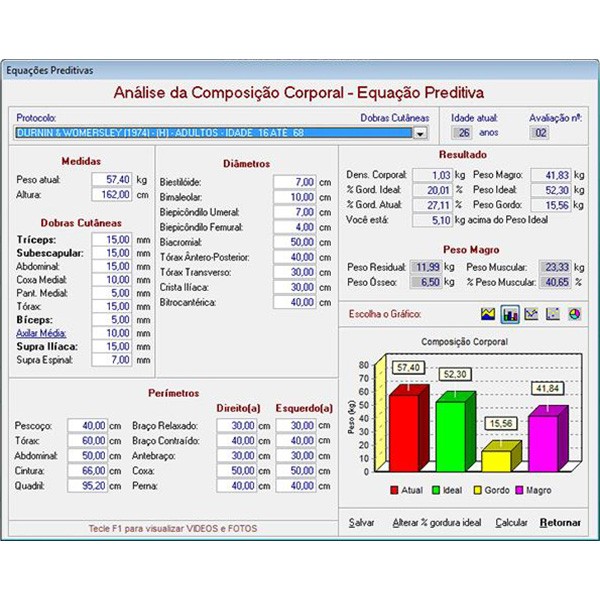 Equações Preditivas
Análise da Composição Corporal - Equação Preditiva
Protocolo: Dobras Cutâneas
DURNIN & WOMERSLEY (1974) - (H) - ADULTOS - IDADE 16 ATÉ 68
Idade atual: Avaliação nº:
26 anos 02
Medidas
Peso atual: 57,40 kg
Altura: 162,00 cm
Dobras Cutâneas
Tríceps: 15,00 mm
Subescapular: 15,00 mm
Abdominal: 15,00 mm
Coxa Medial: 10,00 mm
Pant. Medial: 5,00 mm
Tórax: 15,00 mm
Bíceps: 5,00 mm
Axilar Média: 10,00 mm
Supra Ilíaca: 15,00 mm
Supra Espinal: 7,00 mm
Diâmetros
Biestilóide: 7,00 cm
Bimaleolar: 10,00 cm
Biepicôndilo Umeral: 7,00 cm
Biepicôndilo Femural: 4,00 cm
Biacromial: 50,00 cm
Tórax Ântero-Posterior: 40,00 cm
Tórax Transverso: 30,00 cm
Crista Ilíaca: 30,00 cm
Bitrocantérica: 40,00 cm
Resultado
Dens. Corporal: 1,03 kg Peso Magro: 41,83 kg
% Gord. Ideal: 20,01 % Peso Ideal: 52,30 kg
% Gord. Atual: 27,11 % Peso Gordo: 15,56 kg
Você está: 5,10 kg acima do Peso Ideal
Peso Magro
Peso Residual: 11,99 kg Peso Muscular: 23,33 kg
Peso Ósseo: 6,50 kg % Peso Muscular: 40,65 %
Escolha o Gráfico:
Composição Corporal
Peso (kg)
80
70
60
50
40
30
20
10
0
57,40
52,30
15,56
41,84
Atual Ideal Gordo Magro
Perímetros
Direito(a) Esquerdo(a)
Pescoço: 40,00 cm Braço Relaxado: 30,00 cm 30,00 cm
Tórax: 60,00 cm Braço Contraído: 40,00 cm 40,00 cm
Abdominal: 50,00 cm Antebraço: 30,00 cm 30,00 cm
Cintura: 66,00 cm Coxa: 50,00 cm 50,00 cm
Quadril: 95,20 cm Perna: 40,00 cm 40,00 cm
Tecle F1 para visualizar VIDEOS e FOTOS
Salvar Alterar % gordura ideal Calcular Retornar